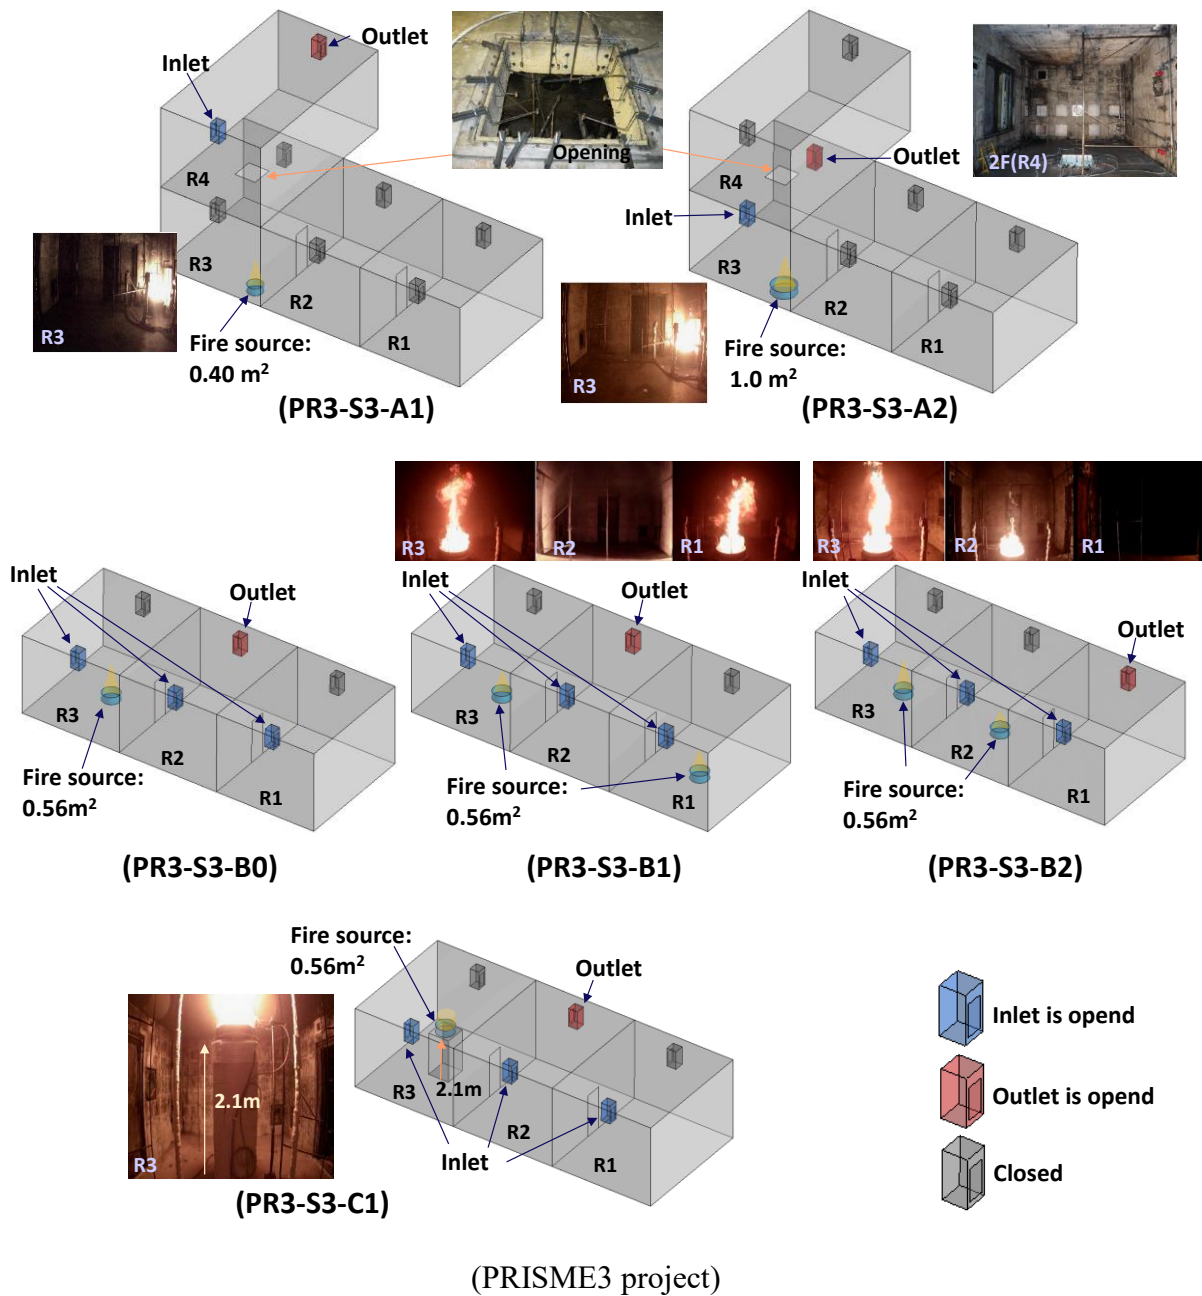 Outlet
Inlet
Opening
R4
R3
R2
R1
R3
Fire source:
0.40 m²
(PR3-S3-A1)
Outlet
2F(R4)
R4
Inlet
R3
R2
R1
R3
Fire source:
1.0 m²
(PR3-S3-A2)
Inlet
Outlet
R3
R2
R1
Fire source:
0.56m²
(PR3-S3-B0)
R3
R2
R1
Inlet
Outlet
R3
R2
R1
Fire source:
0.56m²
(PR3-S3-B1)
R3
R2
R1
Inlet
Outlet
R3
R2
R1
Fire source:
0.56m²
(PR3-S3-B2)
Fire source:
0.56m²
Outlet
2.1m
R3
R3
2.1m
R2
R1
Inlet
(PR3-S3-C1)
Inlet is opend
Outlet is opend
Closed
(PRISME3 project)